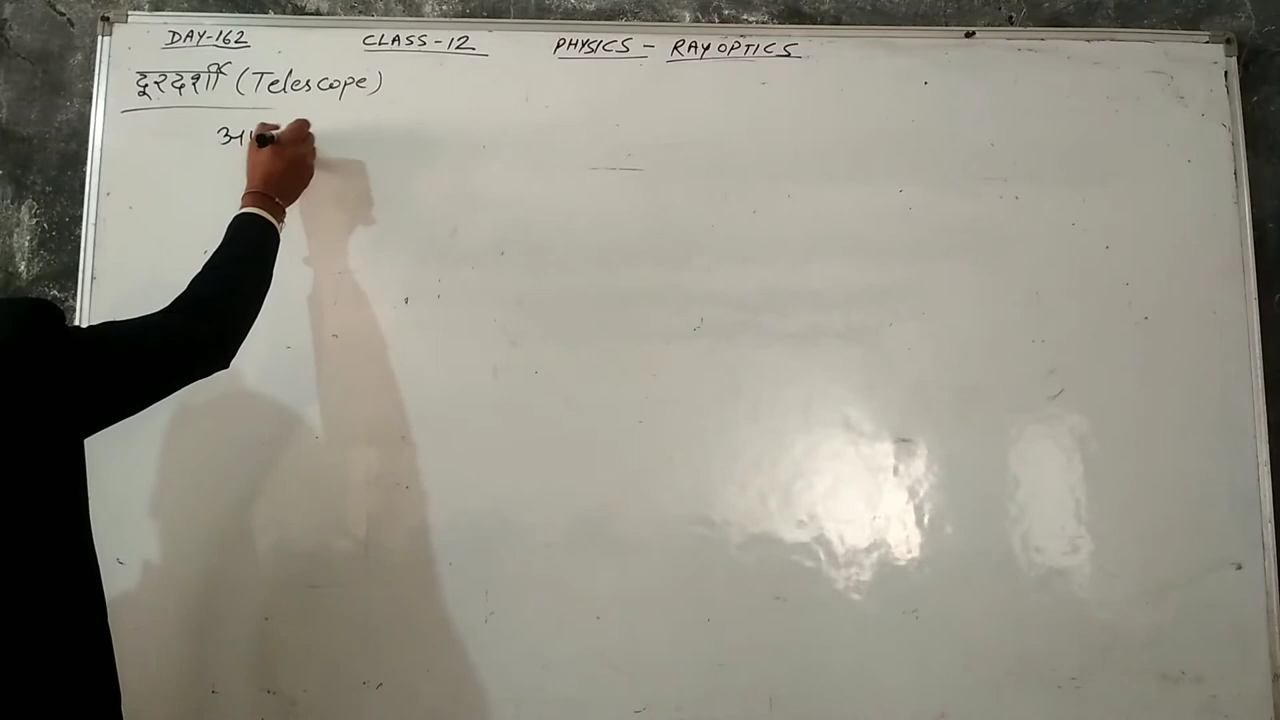 DAY-162 CLASS-12 PHYSICS - RAY OPTICS
दूरदर्शी (Telescope)